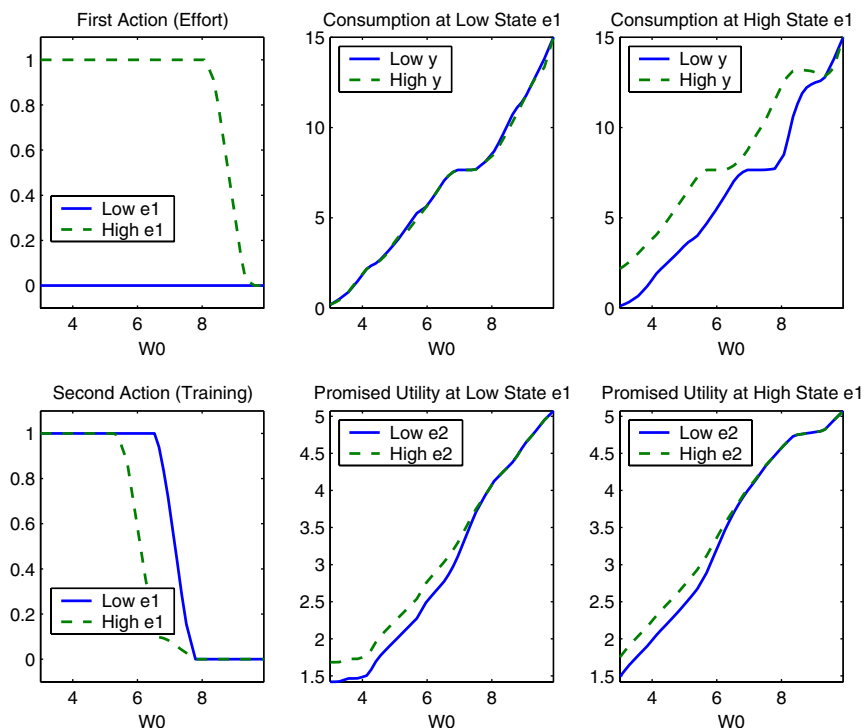 First Action (Effort)
1
0.8
0.6
0.4
0.2
0
Low e1
High e1
4
6
8
W0
Consumption at Low State e1
15
10
5
0
Low y
High y
4
6
8
W0
Consumption at High State e1
15
10
5
0
Low y
High y
4
6
8
W0
Second Action (Training)
1
0.8
0.6
0.4
0.2
0
Low e1
High e1
4
6
8
W0
Promised Utility at Low State e1
5
4.5
4
3.5
3
2.5
2
1.5
Low e2
High e2
4
6
8
W0
Promised Utility at High State e1
5
4.5
4
3.5
3
2.5
2
1.5
Low e2
High e2
4
6
8
W0